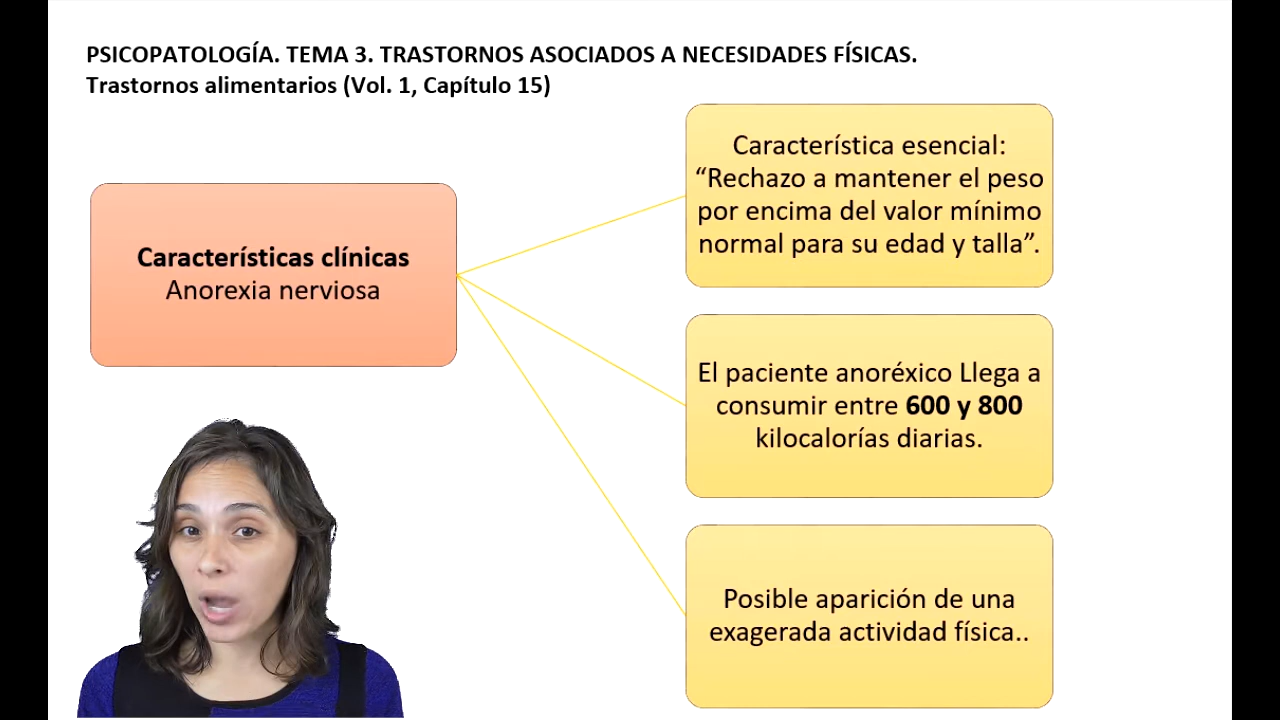 PSICOPATOLOGÍA. TEMA 3. TRASTORNOS ASOCIADOS A NECESIDADES FÍSICAS.
Trastornos alimentarios (Vol. 1, Capítulo 15)
Características clínicas
Anorexia nerviosa
Característica esencial:
“Rechazo a mantener el peso
por encima del valor mínimo
normal para su edad y talla”.
El paciente anoréxico Llega a
consumir entre 600 y 800
kilocalorías diarias.
Posible aparición de una
exagerada actividad física..